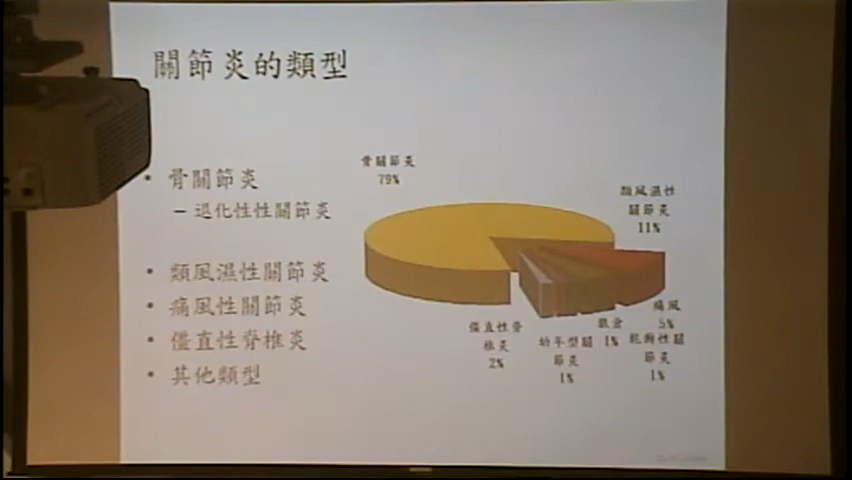 關節炎的類型
• 骨關節炎
– 退化性性關節炎
• 類風濕性關節炎
• 痛風性關節炎
• 僵直性脊椎炎
• 其他類型
骨關節炎
79%
類風濕性
關節炎
11%
痛風
5%
乾癬性關
節炎
1%
1%
幼年型關
節炎
1%
僵直性脊
椎炎
2%